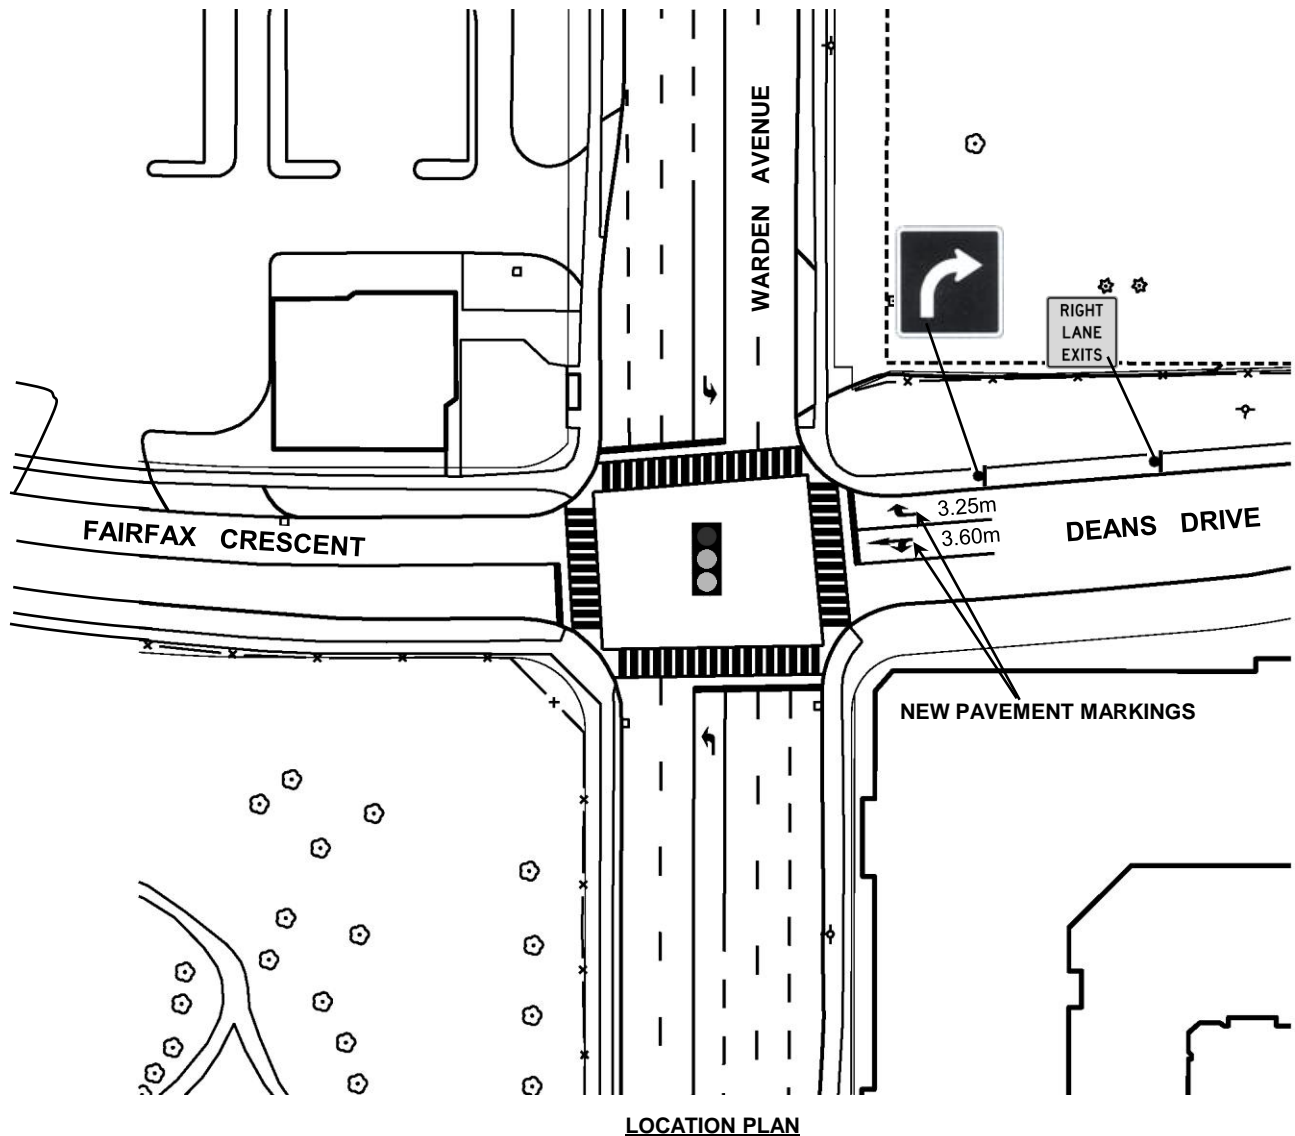 WARDEN AVENUE
RIGHT
LANE
EXITS
FAIRFAX CRESCENT
3.25m
3.60m
DEANS DRIVE
NEW PAVEMENT MARKINGS
LOCATION PLAN